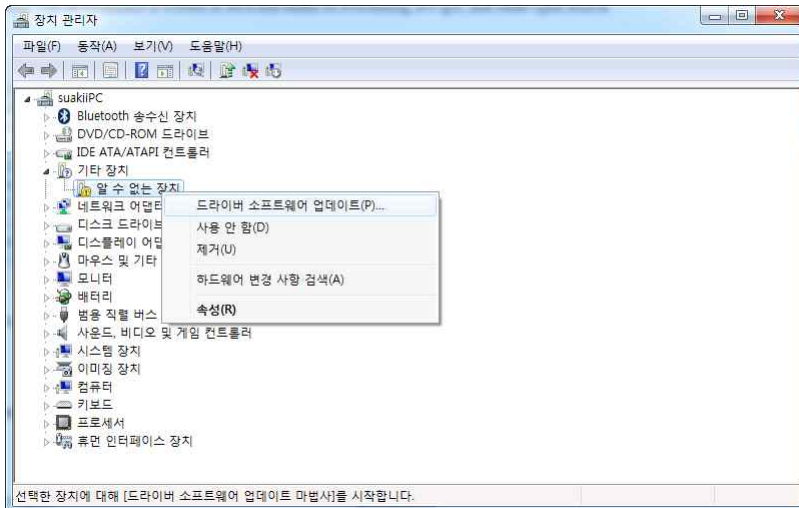 장치 관리자
파일(F) 동작(A) 보기(V) 도움말(H)
suakiiPC
Bluetooth 송수신 장치
DVD/CD-ROM 드라이브
IDE ATA/ATAPI 컨트롤러
기타 장치
알 수 없는 장치
네트워크 어댑터
디스크 드라이브
디스플레이 어댑
마우스 및 기타
모니터
배터리
범용 직렬 버스
사운드, 비디오 및 게임 컨트롤러
시스템 장치
이미징 장치
컴퓨터
키보드
프로세서
휴먼 인터페이스 장치
드라이버 소프트웨어 업데이트(P)...
사용 안 함(D)
제거(U)
하드웨어 변경 사항 검색(A)
속성(R)
선택한 장치에 대해 [드라이버 소프트웨어 업데이트 마법사]를 시작합니다.